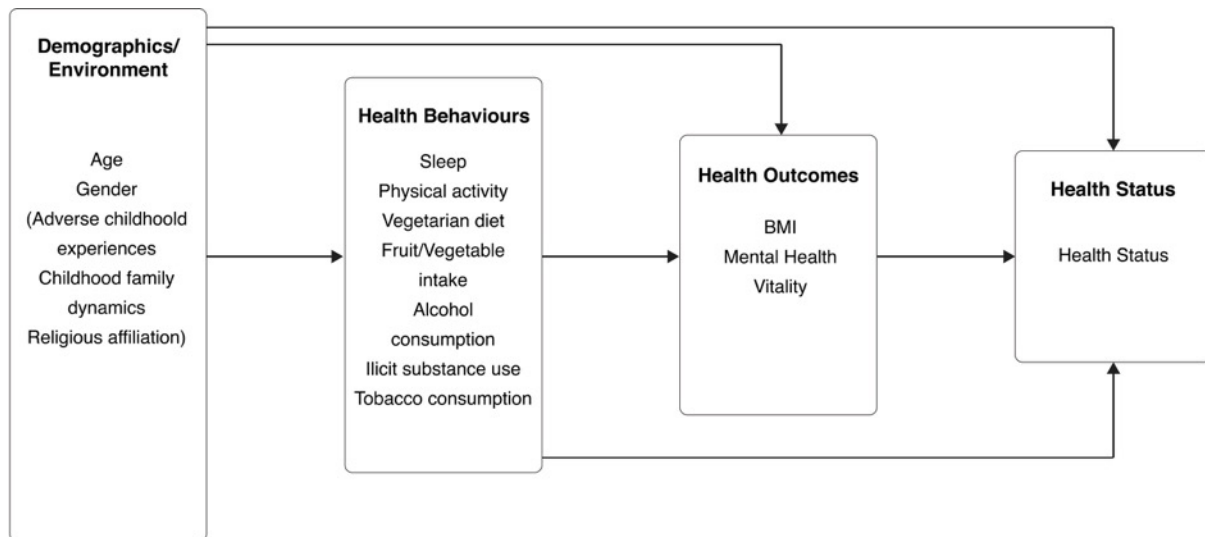 Demographics/
Environment
Age
Gender
(Adverse childhoold
experiences
Childhood family
dynamics
Religious affiliation)
Health Behaviours
Sleep
Physical activity
Vegetarian diet
Fruit/Vegetable
intake
Alcohol
consumption
Ilicit substance use
Tobacco consumption
Health Outcomes
BMI
Mental Health
Vitality
Health Status
Health Status